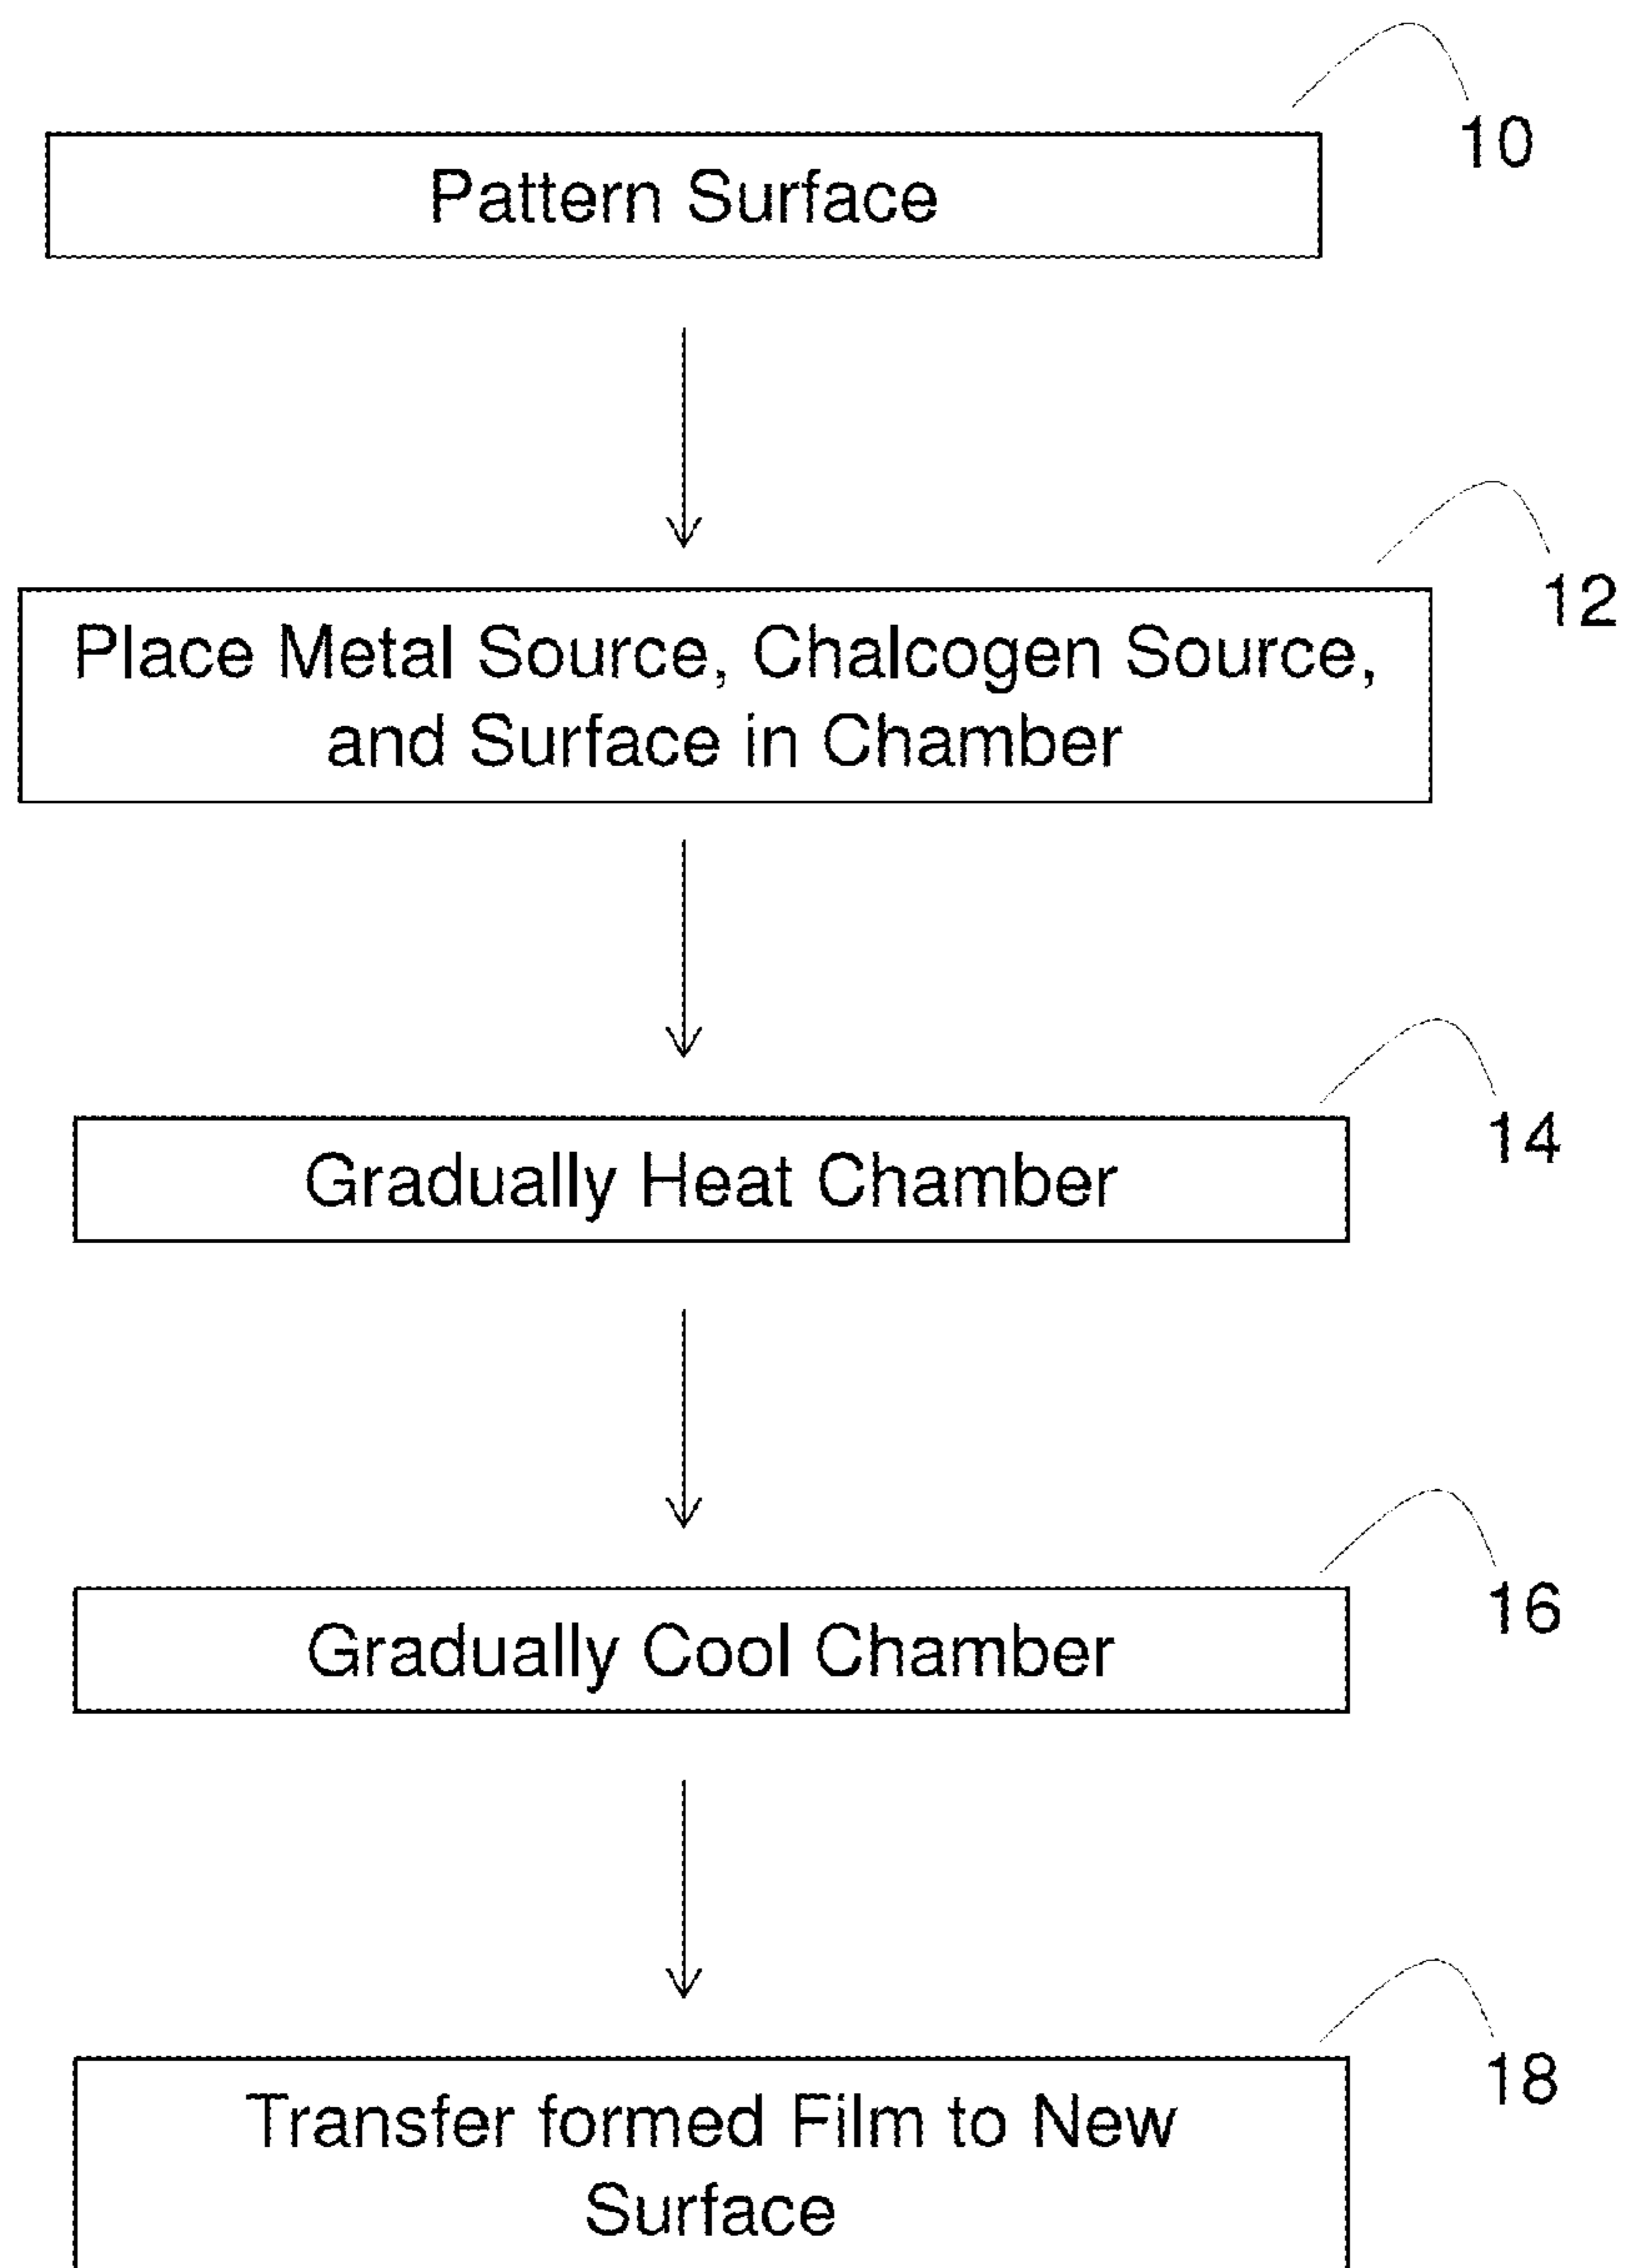 10
Pattern Surface
12
Place Metal Source, Chalcogen Source,
and Surface in Chamber
14
Gradually Heat Chamber
16
Gradually Cool Chamber
18
Transfer formed Film to New
Surface